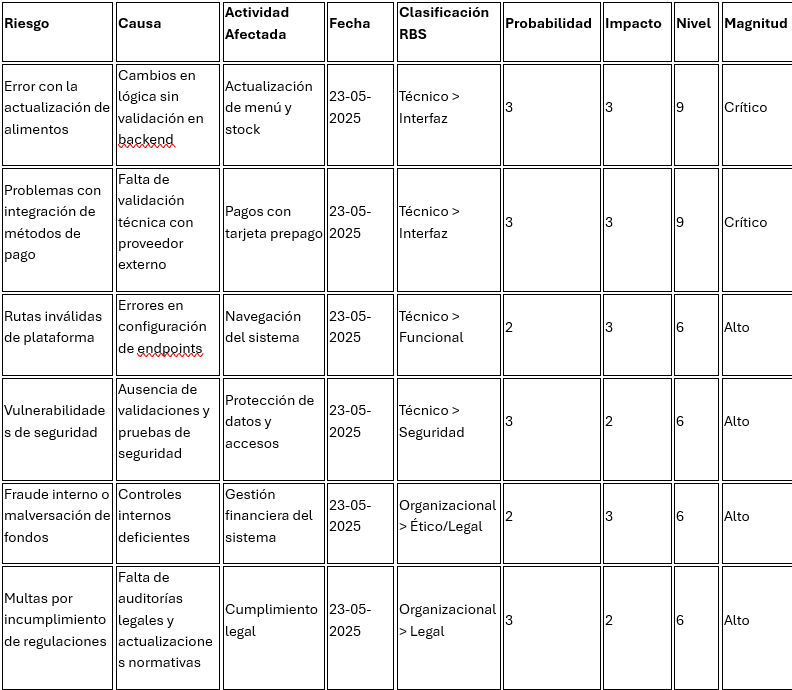 Riesgo
Causa
Actividad
Afectada
Fecha
Clasificación
RBS
Probabilidad
Impacto
Nivel
Magnitud
Error con la
actualización de
alimentos
Cambios en
lógica sin
validación en
backend
Actualización
de menú y
stock
23-05-
2025
Técnico >
Interfaz
3
3
9
Crítico
Problemas con
integración de
métodos de
pago
Falta de
validación
técnica con
proveedor
externo
Pagos con
tarjeta prepago
23-05-
2025
Técnico >
Interfaz
3
3
9
Crítico
Rutas inválidas
de plataforma
Errores en
configuración
de endpoints
Navegación
del sistema
23-05-
2025
Técnico >
Funcional
2
3
6
Alto
Vulnerabilidade
s de seguridad
Ausencia de
validaciones y
pruebas de
seguridad
Protección de
datos y
accesos
23-05-
2025
Técnico >
Seguridad
3
2
6
Alto
Fraude interno o
malversación de
fondos
Controles
internos
deficientes
Gestión
financiera del
sistema
23-05-
2025
Organizacional
> Ético/Legal
2
3
6
Alto
Multas por
incumplimiento
de regulaciones
Falta de
auditorías
legales y
actualizacione
s normativas
Cumplimiento
legal
23-05-
2025
Organizacional
> Legal
3
2
6
Alto